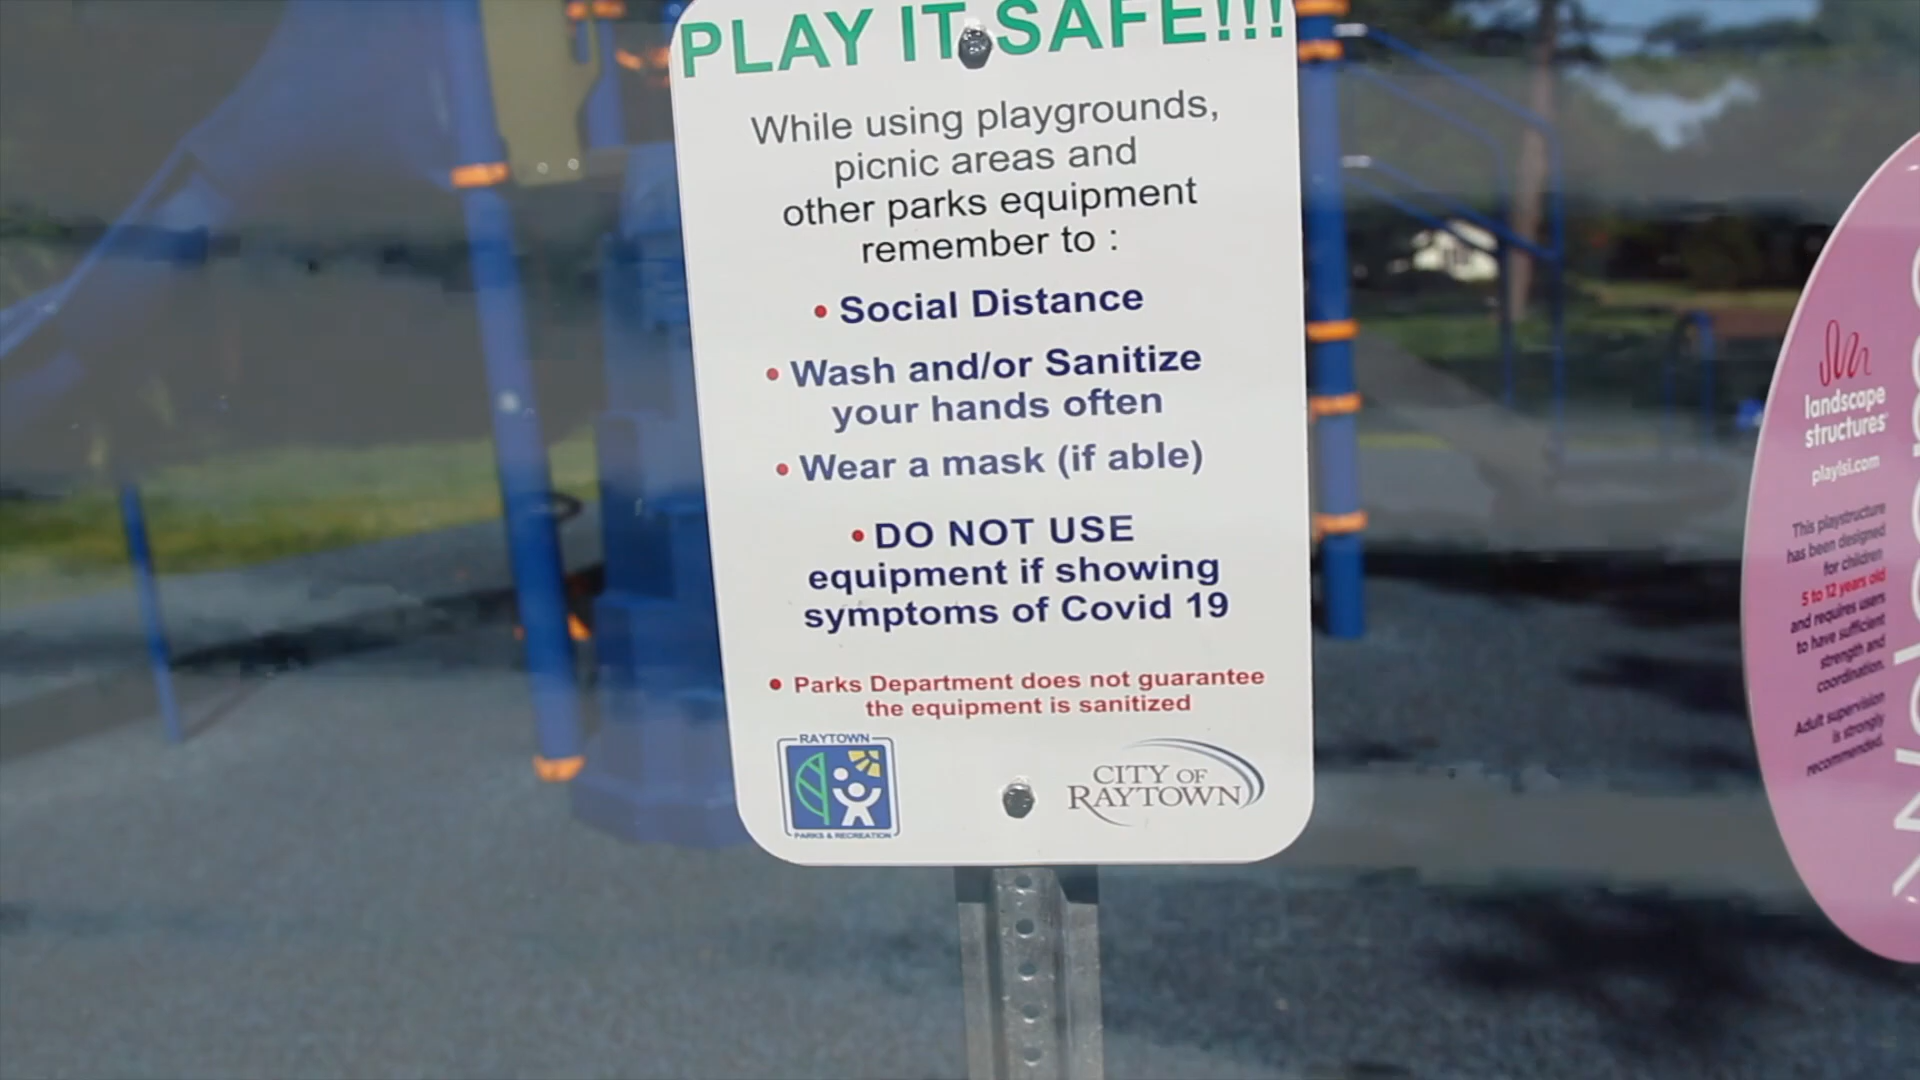 PLAY IT SAFE!!!
While using playgrounds,
picnic areas and
other parks equipment
remember to :
• Social Distance
• Wash and/or Sanitize
your hands often
• Wear a mask (if able)
• DO NOT USE
equipment if showing
symptoms of Covid 19
• Parks Department does not guarantee
the equipment is sanitized
RAYTOWN
PARKS & RECREATION
CITY OF
RAYTOWN
landscape
structures
playlsi.com
This playstructure
has been designed
for children
5 to 12 years old
and requires users
to have sufficient
strength and
coordination.
Adult supervision
is strongly
recommended.